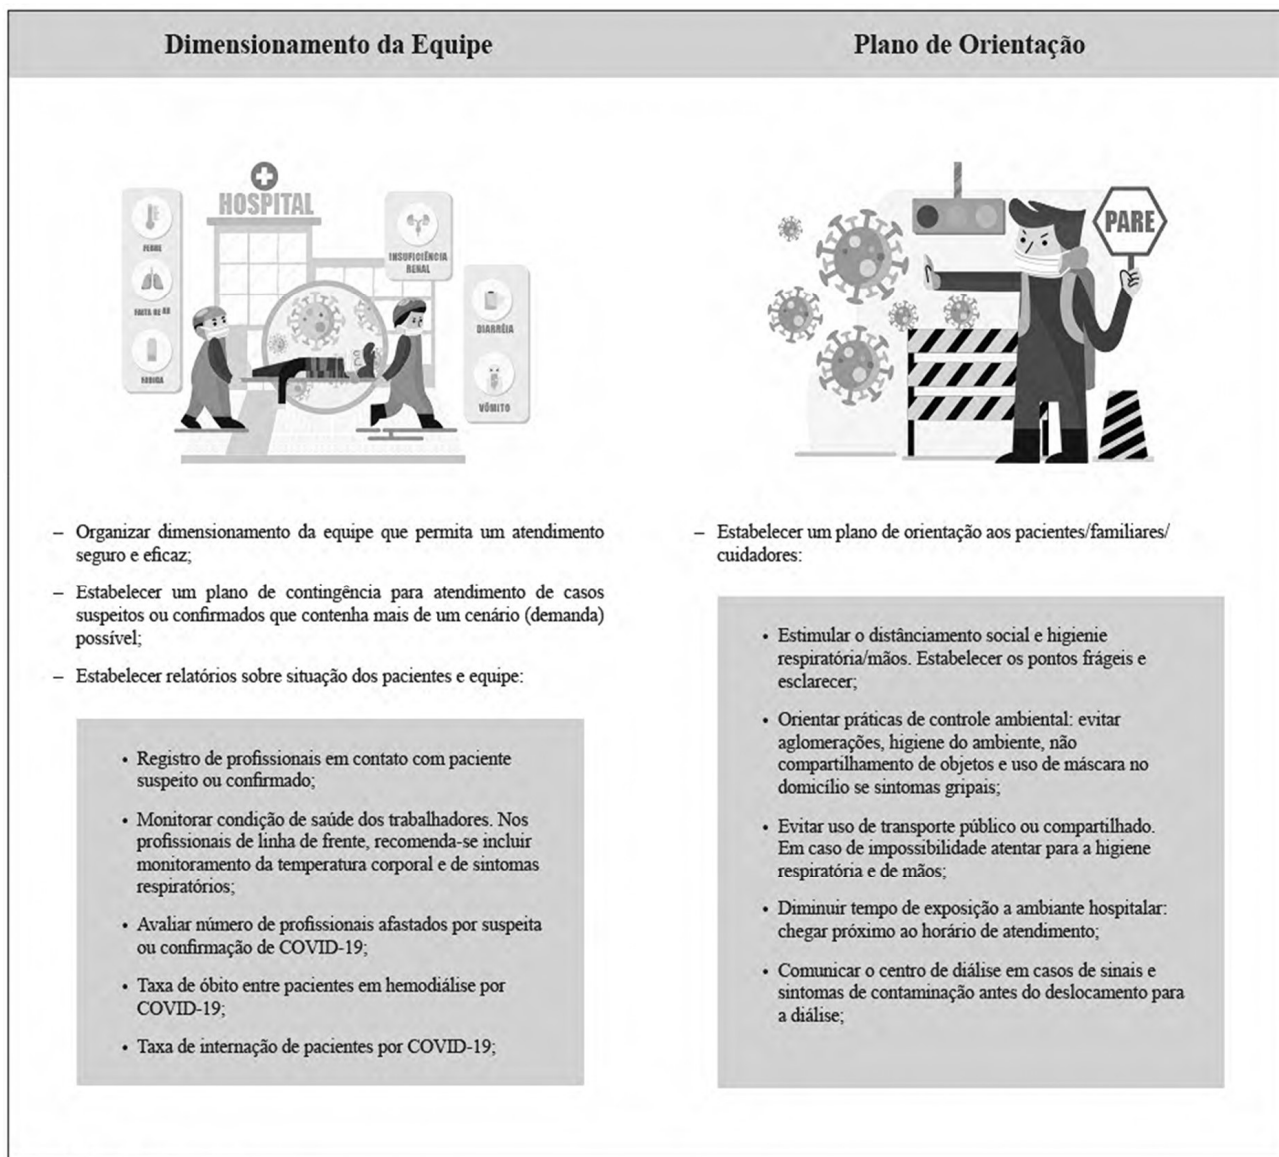 Dimensionamento da Equipe
HOSPITAL
FEBRE
FALTA DE AR
FADIGA
INSUFICIÊNCIA
RENAL
DIARRÉIA
VÔMITO
– Organizar dimensionamento da equipe que permita um atendimento
seguro e eficaz;
– Estabelecer um plano de contingência para atendimento de casos
suspeitos ou confirmados que contenha mais de um cenário (demanda)
possível;
– Estabelecer relatórios sobre situação dos pacientes e equipe:
• Registro de profissionais em contato com paciente
suspeito ou confirmado;
• Monitorar condição de saúde dos trabalhadores. Nos
profissionais de linha de frente, recomenda-se incluir
monitoramento da temperatura corporal e de sintomas
respiratórios;
• Avaliar número de profissionais afastados por suspeita
ou confirmação de COVID-19;
• Taxa de óbito entre pacientes em hemodiálise por
COVID-19;
• Taxa de internação de pacientes por COVID-19;
Plano de Orientação
PARE
– Estabelecer um plano de orientação aos pacientes/familiares/
cuidadores:
• Estimular o distânciamento social e higienie
respiratória/mãos. Estabelecer os pontos frágeis e
esclarecer;
• Orientar práticas de controle ambiental: evitar
aglomerações, higiene do ambiente, não
compartilhamento de objetos e uso de máscara no
domicílio se sintomas gripais;
• Evitar uso de transporte público ou compartilhado.
Em caso de impossibilidade atentar para a higiene
respiratória e de mãos;
• Diminuir tempo de exposição a ambiante hospitalar:
chegar próximo ao horário de atendimento;
• Comunicar o centro de diálise em casos de sinais e
sintomas de contaminação antes do deslocamento para
a diálise;